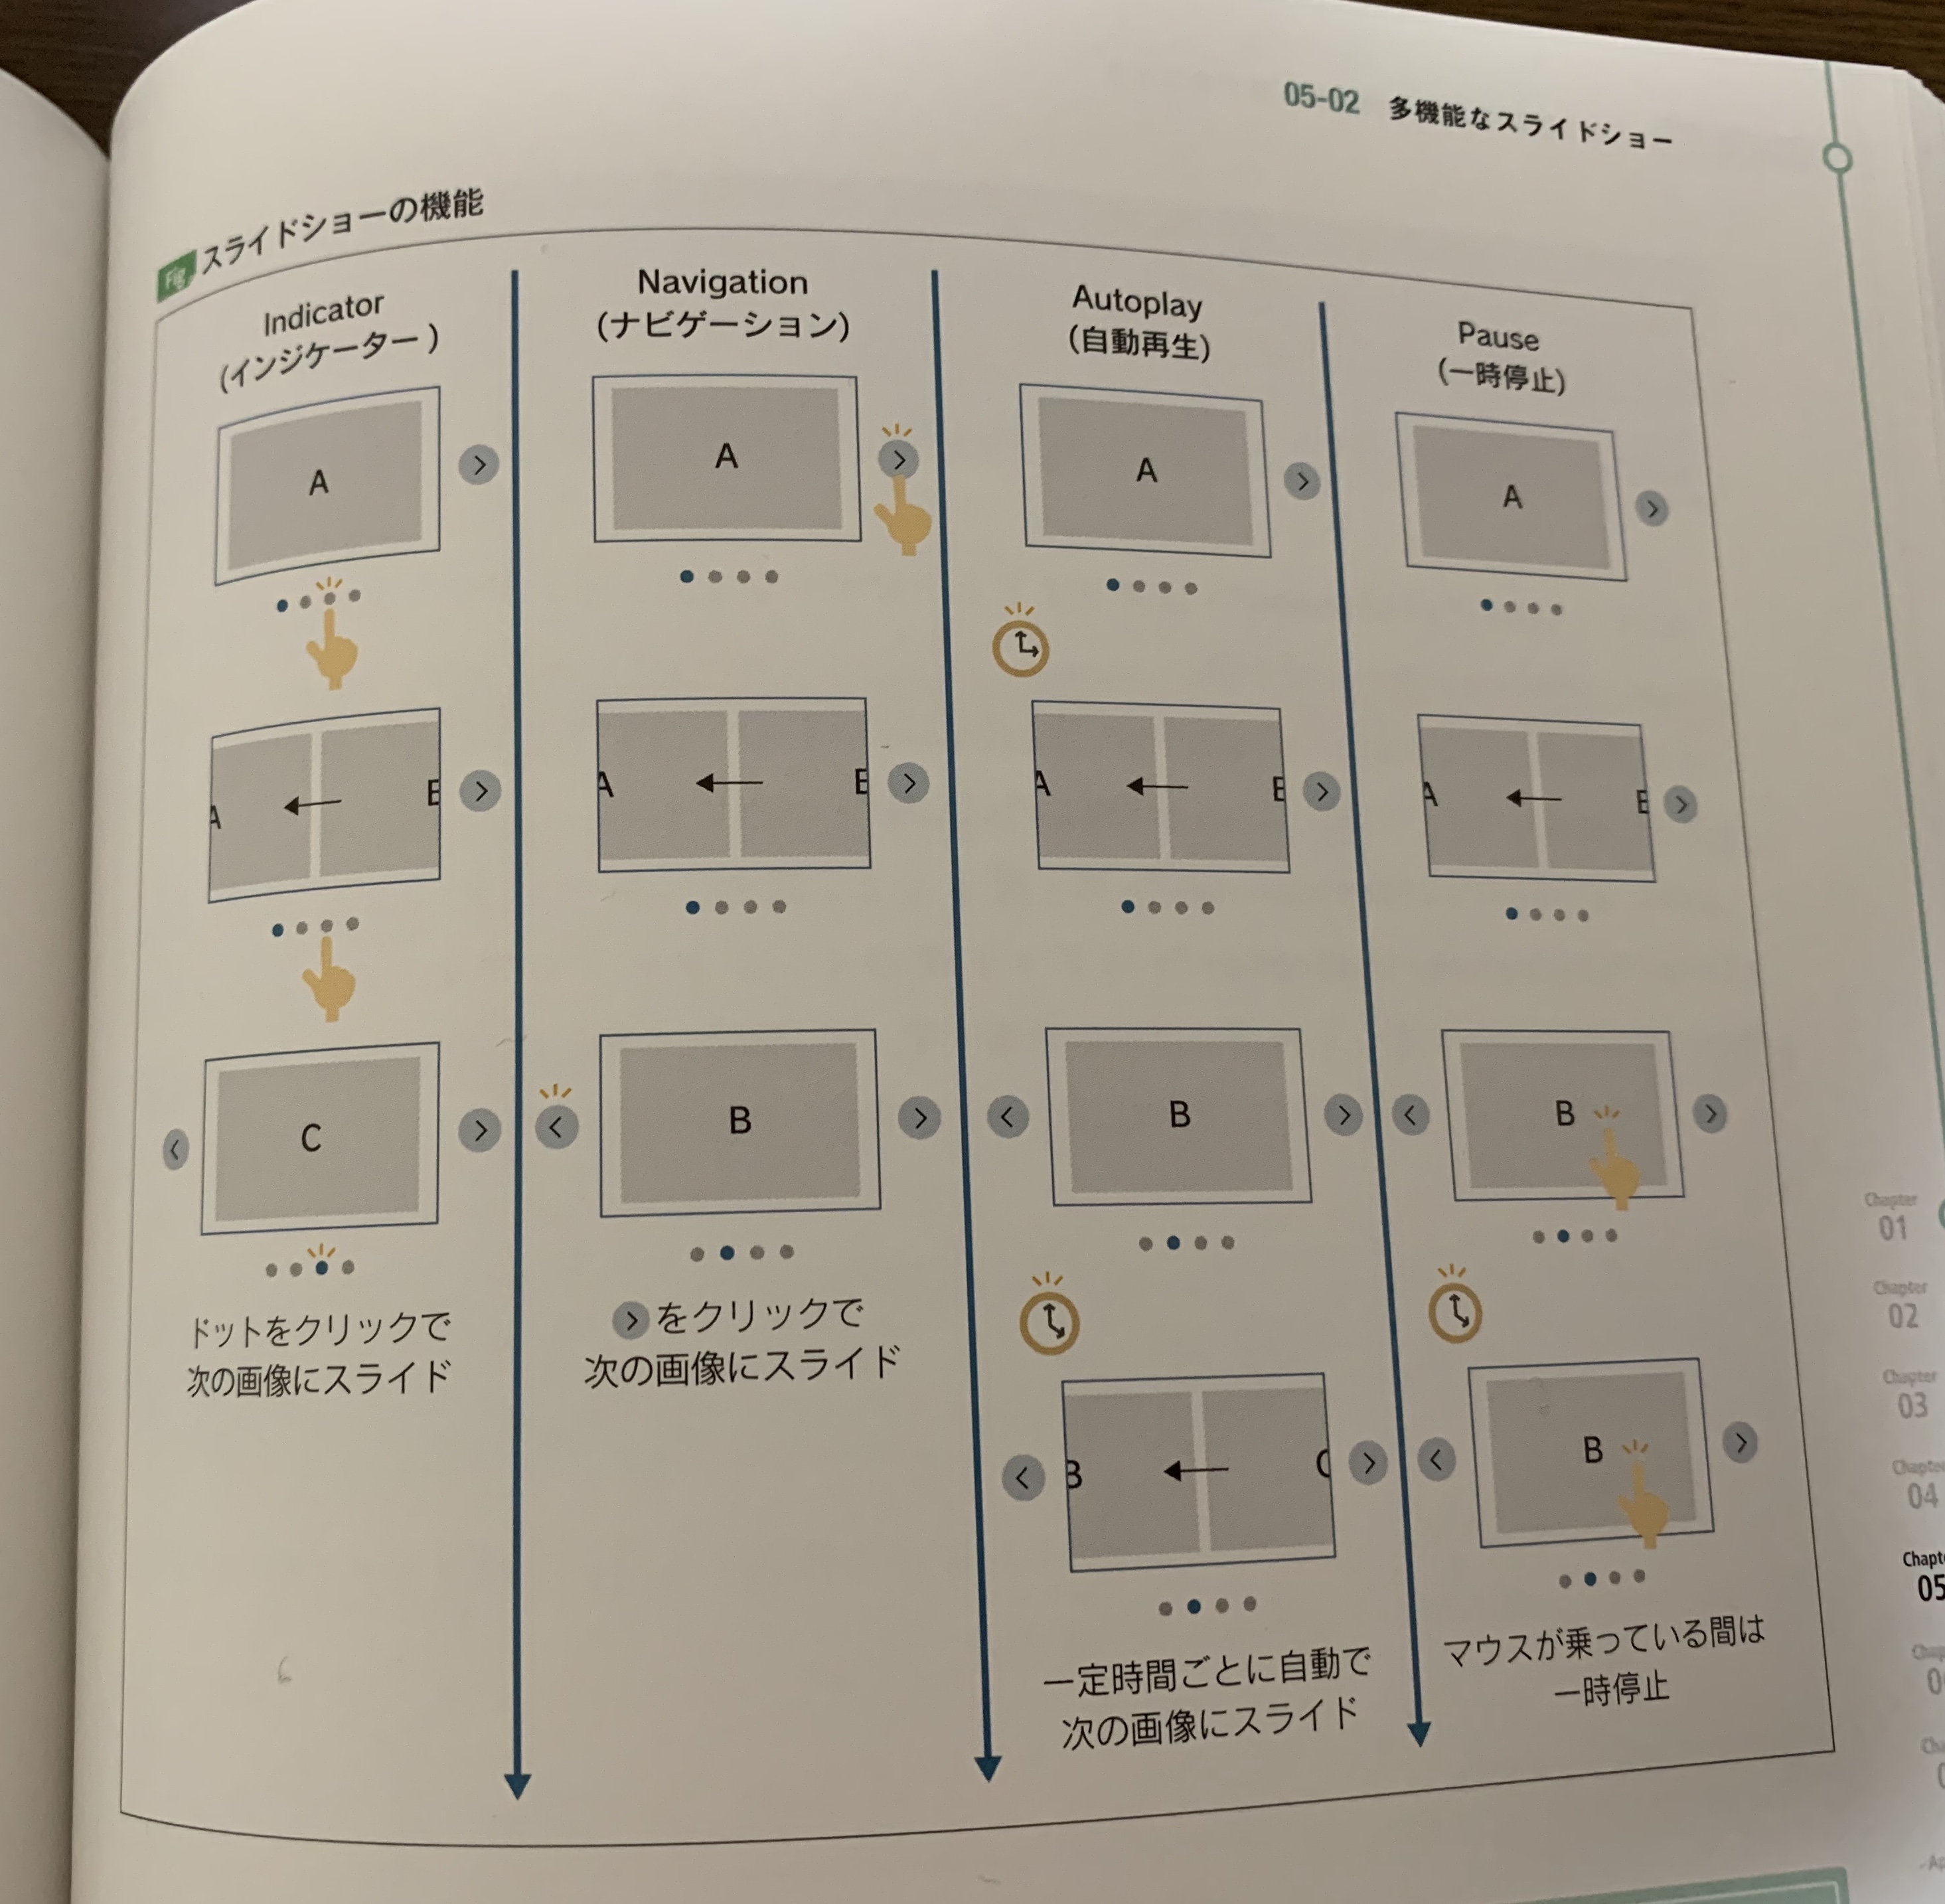 05-02 多機能なスライドショー
Fig. スライドショーの機能
Indicator
(インジケーター)
A
A
E
C
ドットをクリックで
次の画像にスライド
Navigation
(ナビゲーション)
A
A
E
B
をクリックで
次の画像にスライド
Autoplay
(自動再生)
A
A
E
B
B
C
一定時間ごとに自動で
次の画像にスライド
Pause
(一時停止)
A
A
E
B
B
マウスが乗っている間は
一時停止
Chapter
01
Chapter
02
Chapter
03
Chapte
04
Chapt
05